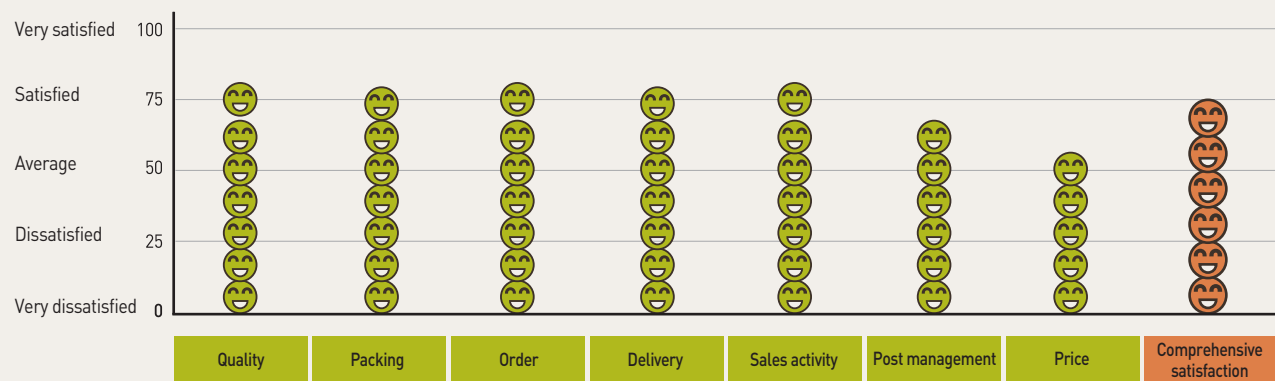 Very satisfied 100
Satisfied 75
Average 50
Dissatisfied 25
Very dissatisfied 0
Quality
Packing
Order
Delivery
Sales activity
Post management
Price
Comprehensive
satisfaction